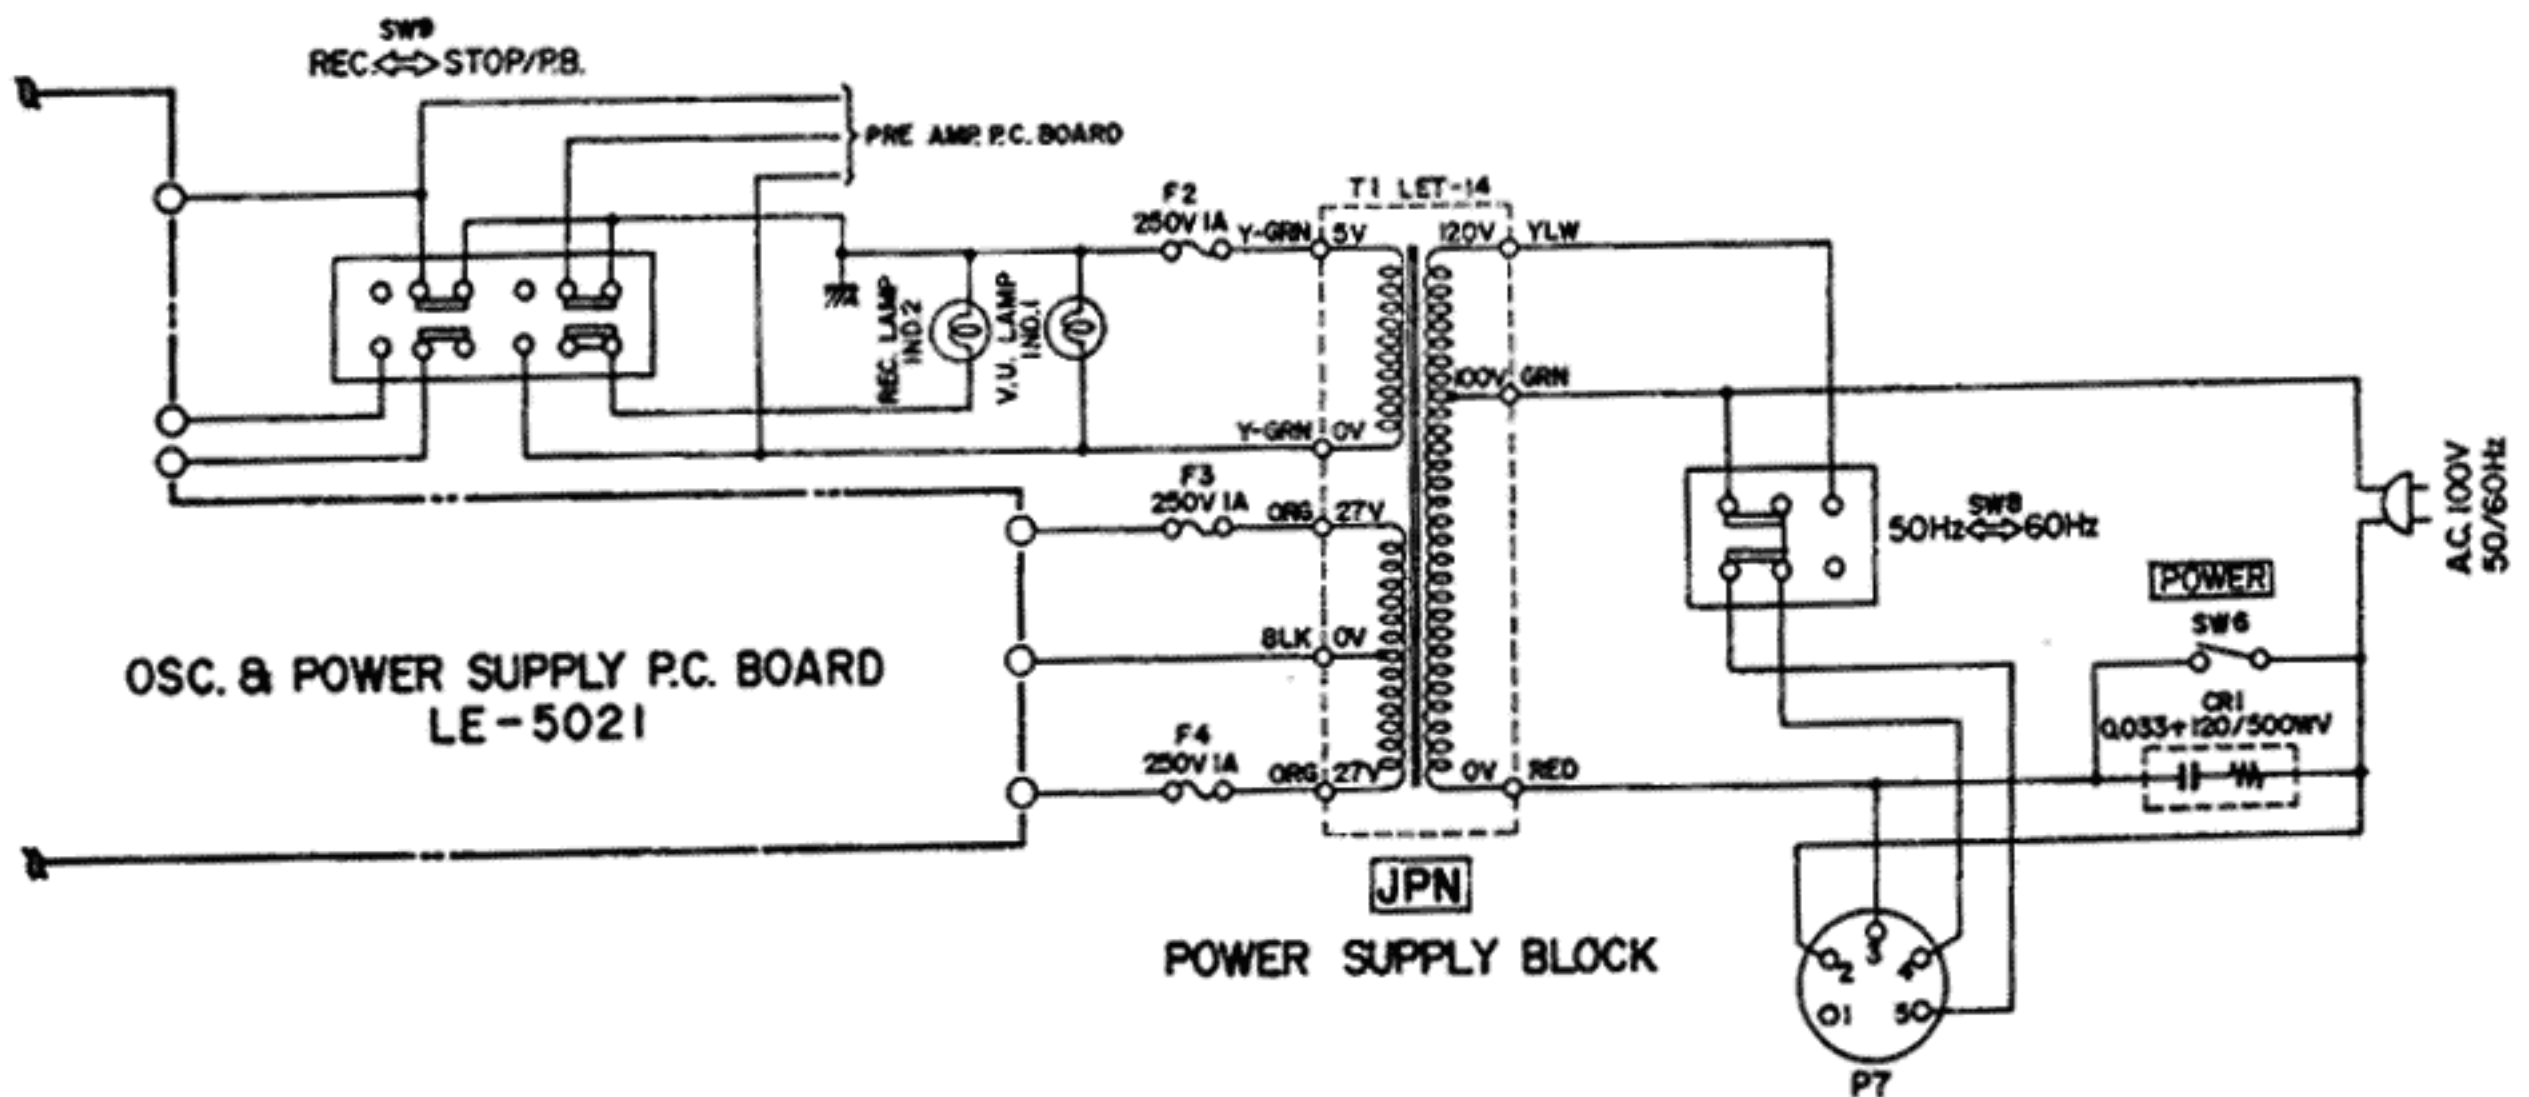 SW9
REC.⇔STOP/P.B.
PRE AMP. P.C. BOARD
F2
250V 1A
Y-GRN
5V
T1 LET-14
120V
YLW
REC. LAMP
IND.2
V.U. LAMP
IND.1
100V
GRN
Y-GRN
0V
F3
250V 1A
ORG
27V
SW8
50Hz⇔60Hz
A.C. 100V
50/60Hz
POWER
SW6
BLK
0V
OSC. & POWER SUPPLY P.C. BOARD
LE-5021
CR1
0.033+120/500WV
F4
250V 1A
ORG
27V
0V
RED
JPN
POWER SUPPLY BLOCK
2
3
4
1
5
P7